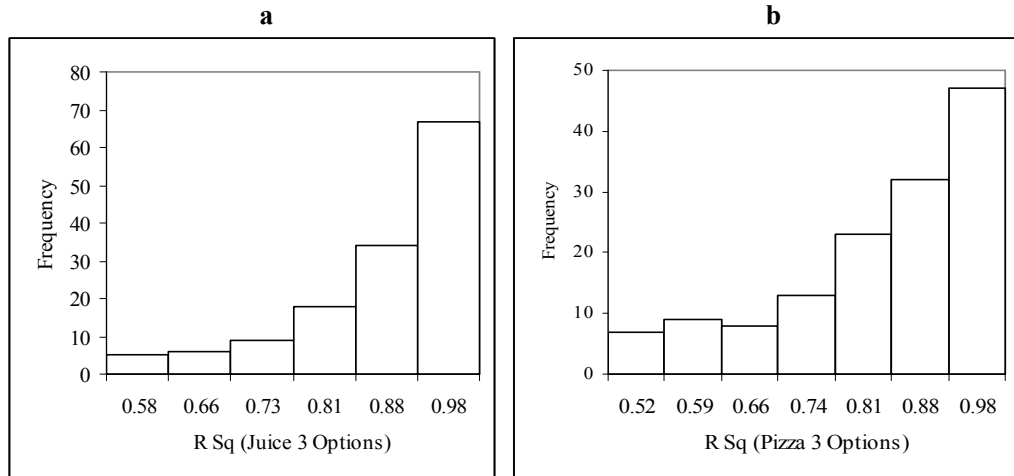 a
80
70
60
50
40
30
20
10
0
Frequency
0.58 0.66 0.73 0.81 0.88 0.98
R Sq (Juice 3 Options)
b
50
40
30
20
10
0
Frequency
0.52 0.59 0.66 0.74 0.81 0.88 0.98
R Sq (Pizza 3 Options)